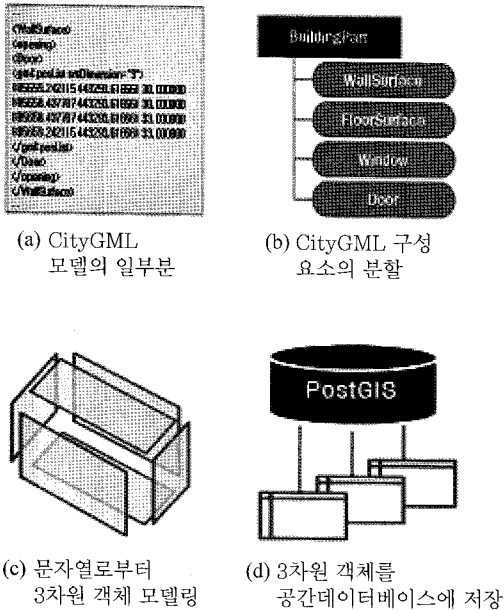 <WallSurface>
<opening>
<Door>
</gml:posList>
</Door>
</opening>
</WallSurface>
...
(a) CityGML
모델의 일부분
BuildingPart
WallSurface
FloorSurface
Window
Door
(b) CityGML 구성
요소의 분할
(c) 문자열로부터
3차원 객체 모델링
PostGIS
(d) 3차원 객체를
공간데이터베이스에 저장